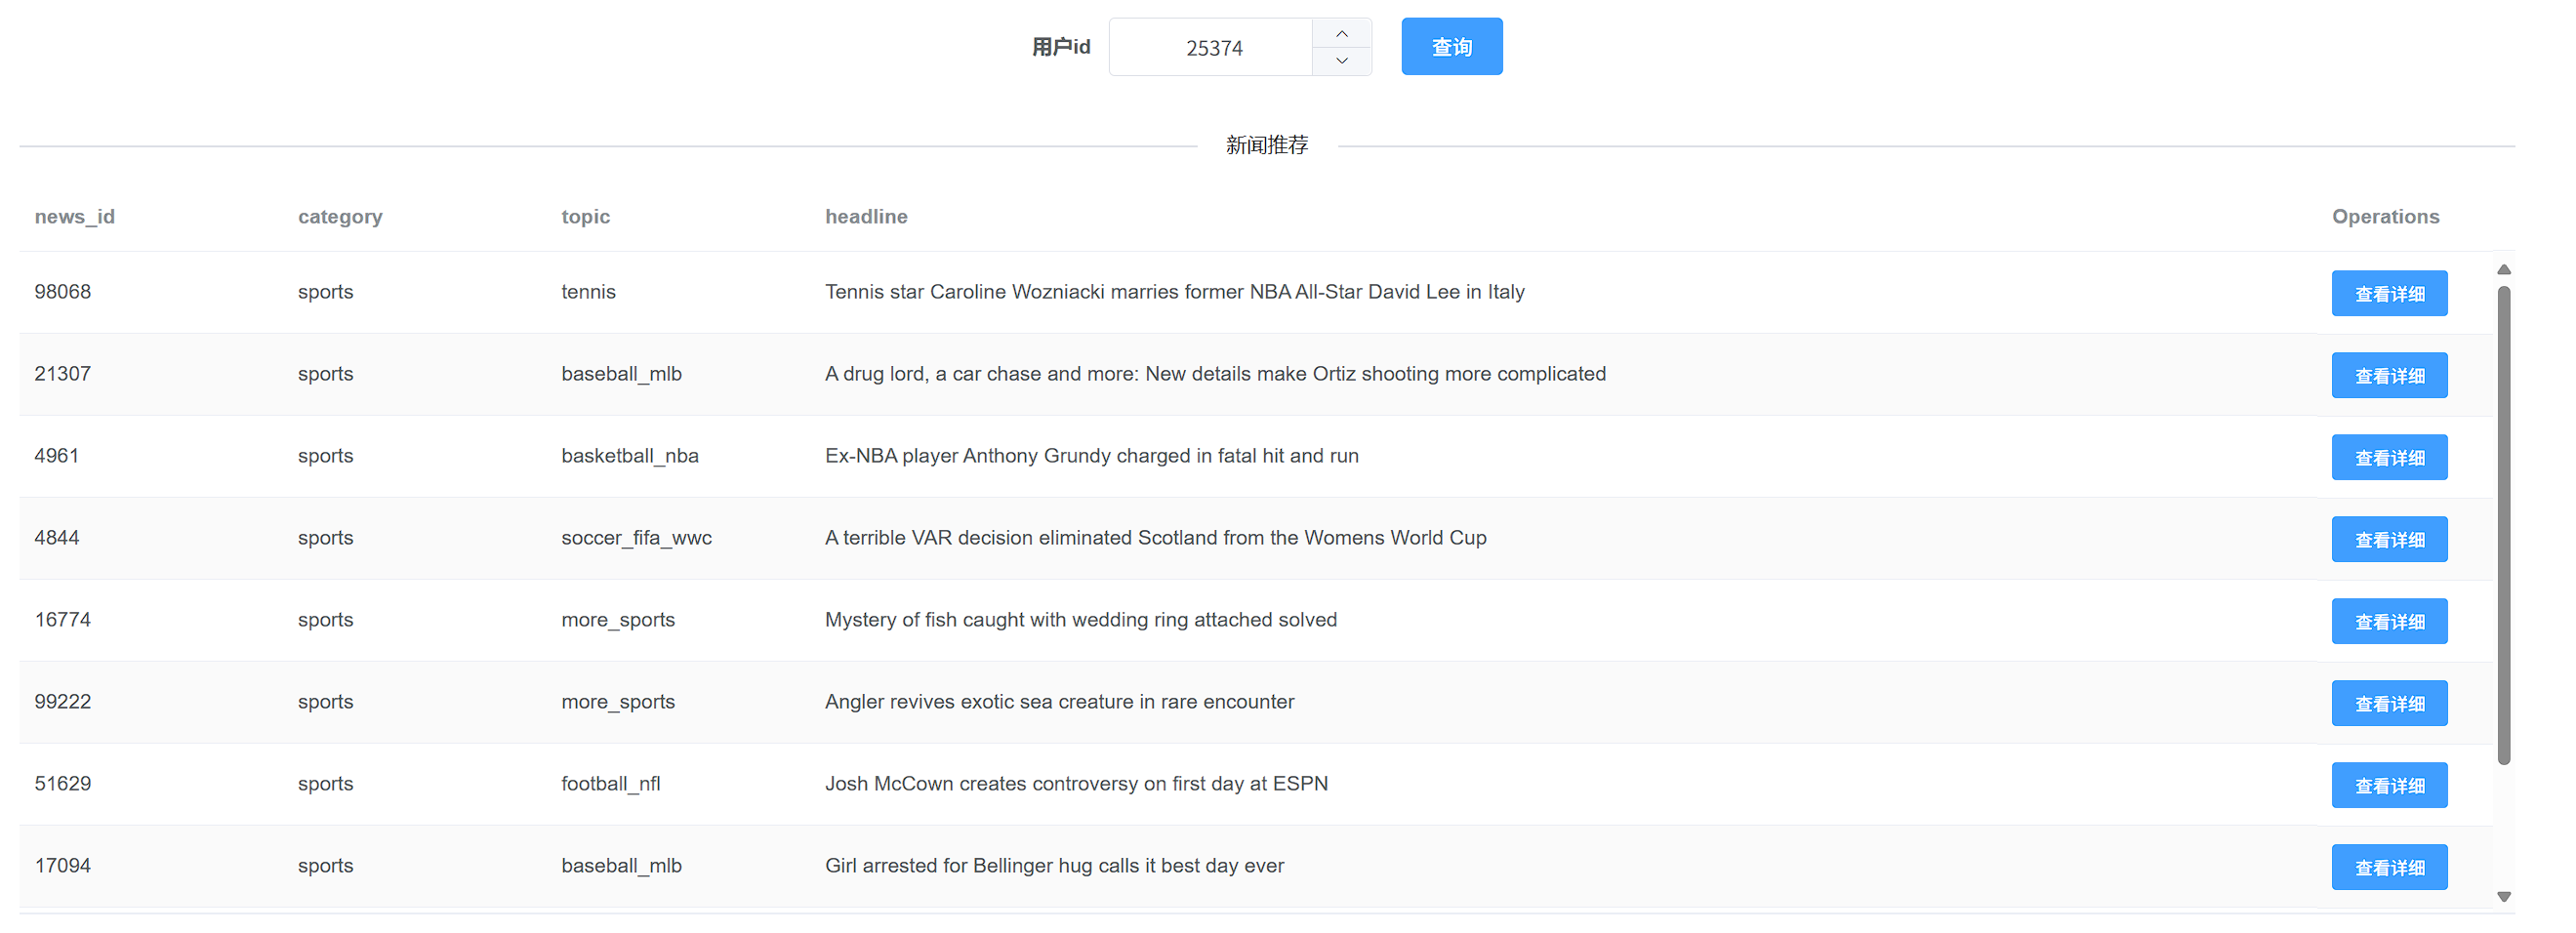 用户id 25374 查询
新闻推荐
news_id category topic headline Operations
98068 sports tennis Tennis star Caroline Wozniacki marries former NBA All-Star David Lee in Italy 查看详细
21307 sports baseball_mlb A drug lord, a car chase and more: New details make Ortiz shooting more complicated 查看详细
4961 sports basketball_nba Ex-NBA player Anthony Grundy charged in fatal hit and run 查看详细
4844 sports soccer_fifa_wwc A terrible VAR decision eliminated Scotland from the Womens World Cup 查看详细
16774 sports more_sports Mystery of fish caught with wedding ring attached solved 查看详细
99222 sports more_sports Angler revives exotic sea creature in rare encounter 查看详细
51629 sports football_nfl Josh McCown creates controversy on first day at ESPN 查看详细
17094 sports baseball_mlb Girl arrested for Bellinger hug calls it best day ever 查看详细